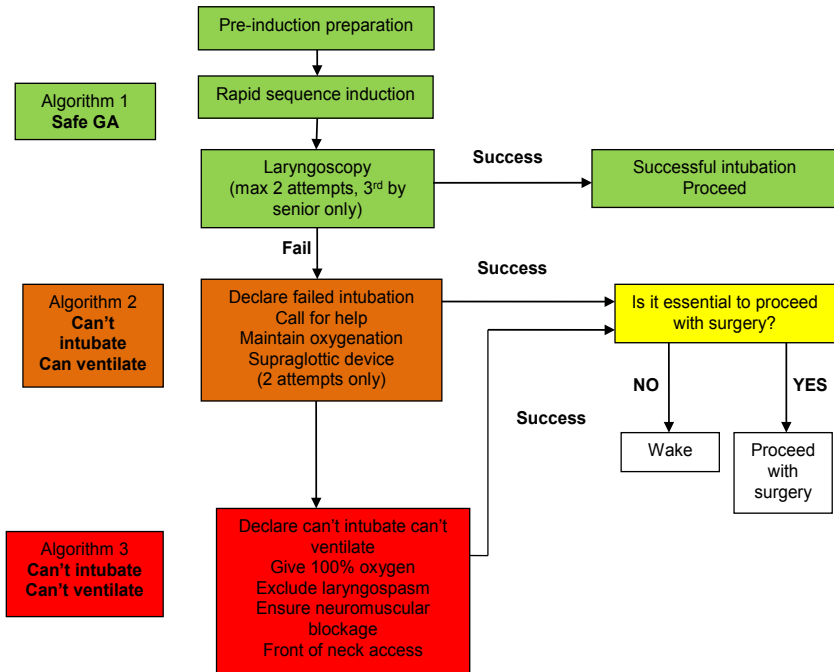 Pre-induction preparation
Rapid sequence induction
Algorithm 1
Safe GA
Laryngoscopy
(max 2 attempts, 3rd by
senior only)
Success
Successful intubation
Proceed
Fail
Success
Algorithm 2
Can't
intubate
Can ventilate
Declare failed intubation
Call for help
Maintain oxygenation
Supraglottic device
(2 attempts only)
Is it essential to proceed
with surgery?
NO
YES
Success
Wake
Proceed
with
surgery
Algorithm 3
Can't intubate
Can't ventilate
Declare can't intubate can't
ventilate
Give 100% oxygen
Exclude laryngospasm
Ensure neuromuscular
blockage
Front of neck access